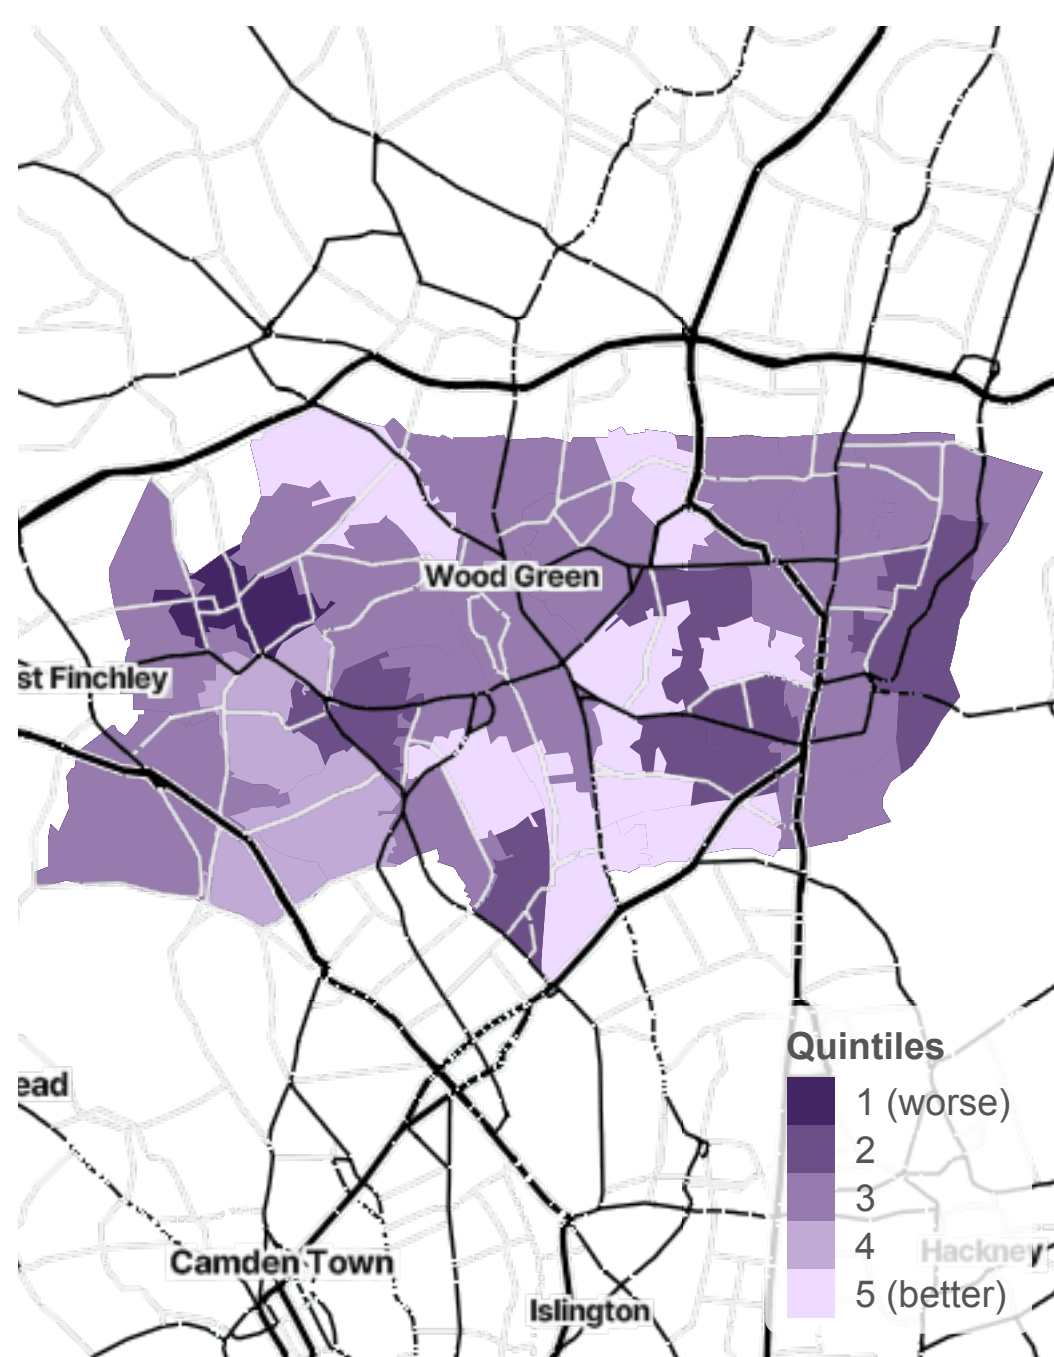 Wood Green
st Finchley
Quintiles
ead
1 (worse)
2
3
4
Hackney
Camden Town
5 (better)
Islington